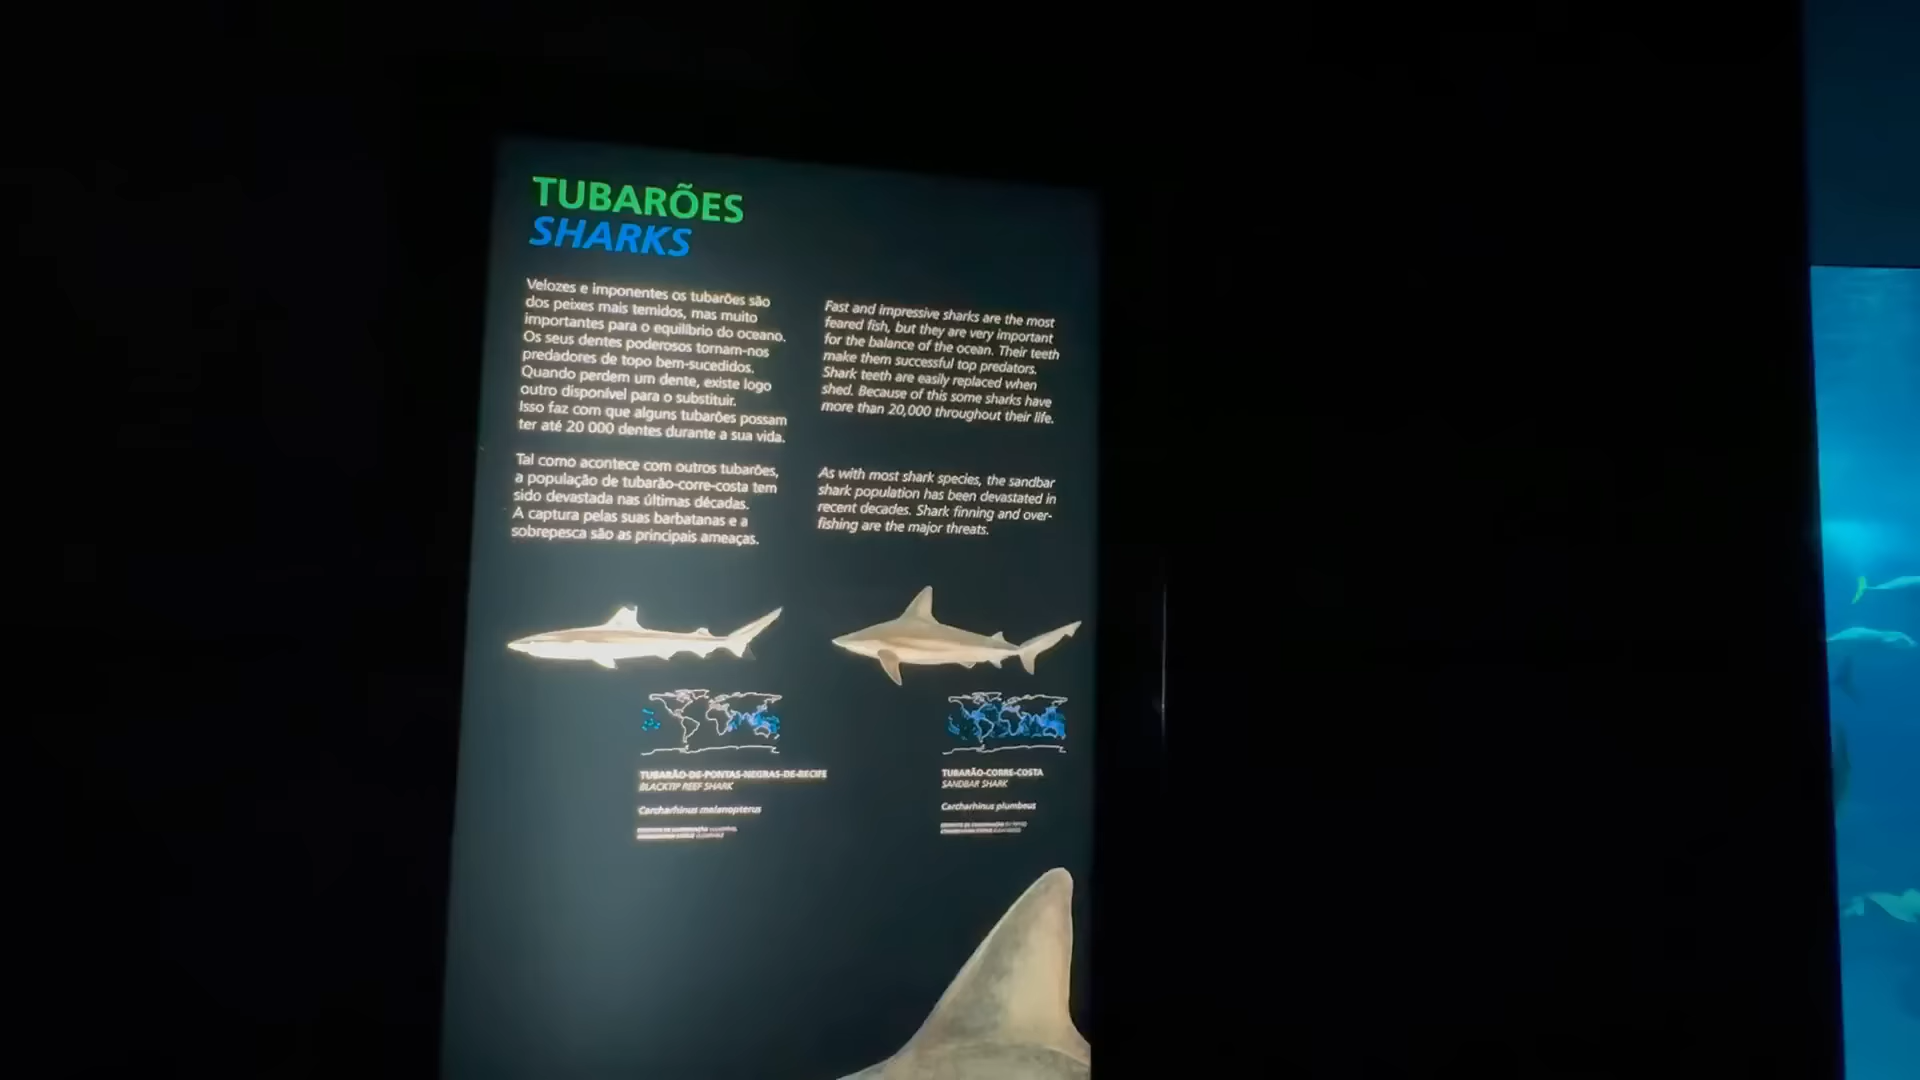 TUBARÕES
SHARKS
Velozes e imponentes os tubarões são
dos peixes mais temidos, mas muito
importantes para o equilíbrio do oceano.
Os seus dentes poderosos tornam-nos
predadores de topo bem-sucedidos.
Quando perdem um dente, existe logo
outro disponível para o substituir.
Isso faz com que alguns tubarões possam
ter até 20 000 dentes durante a sua vida.
Tal como acontece com outros tubarões,
a população de tubarão-corre-costa tem
sido devastada nas últimas décadas.
A captura pelas suas barbatanas e a
sobrepesca são as principais ameaças.
Fast and impressive sharks are the most
feared fish, but they are very important
for the balance of the ocean. Their teeth
make them successful top predators.
Shark teeth are easily replaced when
shed. Because of this some sharks have
more than 20,000 throughout their life.
As with most shark species, the sandbar
shark population has been devastated in
recent decades. Shark finning and over-
fishing are the major threats.
TUBARÃO-DE-PONTAS-NEGRAS-DE-RECIFE
BLACKTIP REEF SHARK
Carcharhinus melanopterus
TUBARÃO-CORRE-COSTA
SANDBAR SHARK
Carcharhinus plumbeus